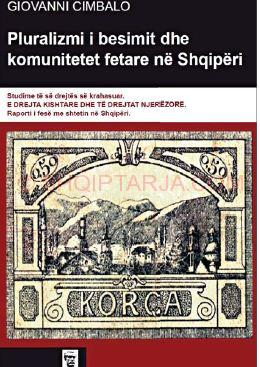 GIOVANNI CIMBALO
Pluralizmi i besimit dhe
komunitetet fetare në Shqipëri
Studime të së drejtës së krahasuar.
E DREJTA KISHTARE DHE TË DREJTAT NJERËZORE.
Raporti i fesë me shtetin në Shqipëri.
SHQIPTARJA.COM
0,50 0,50
KORÇA